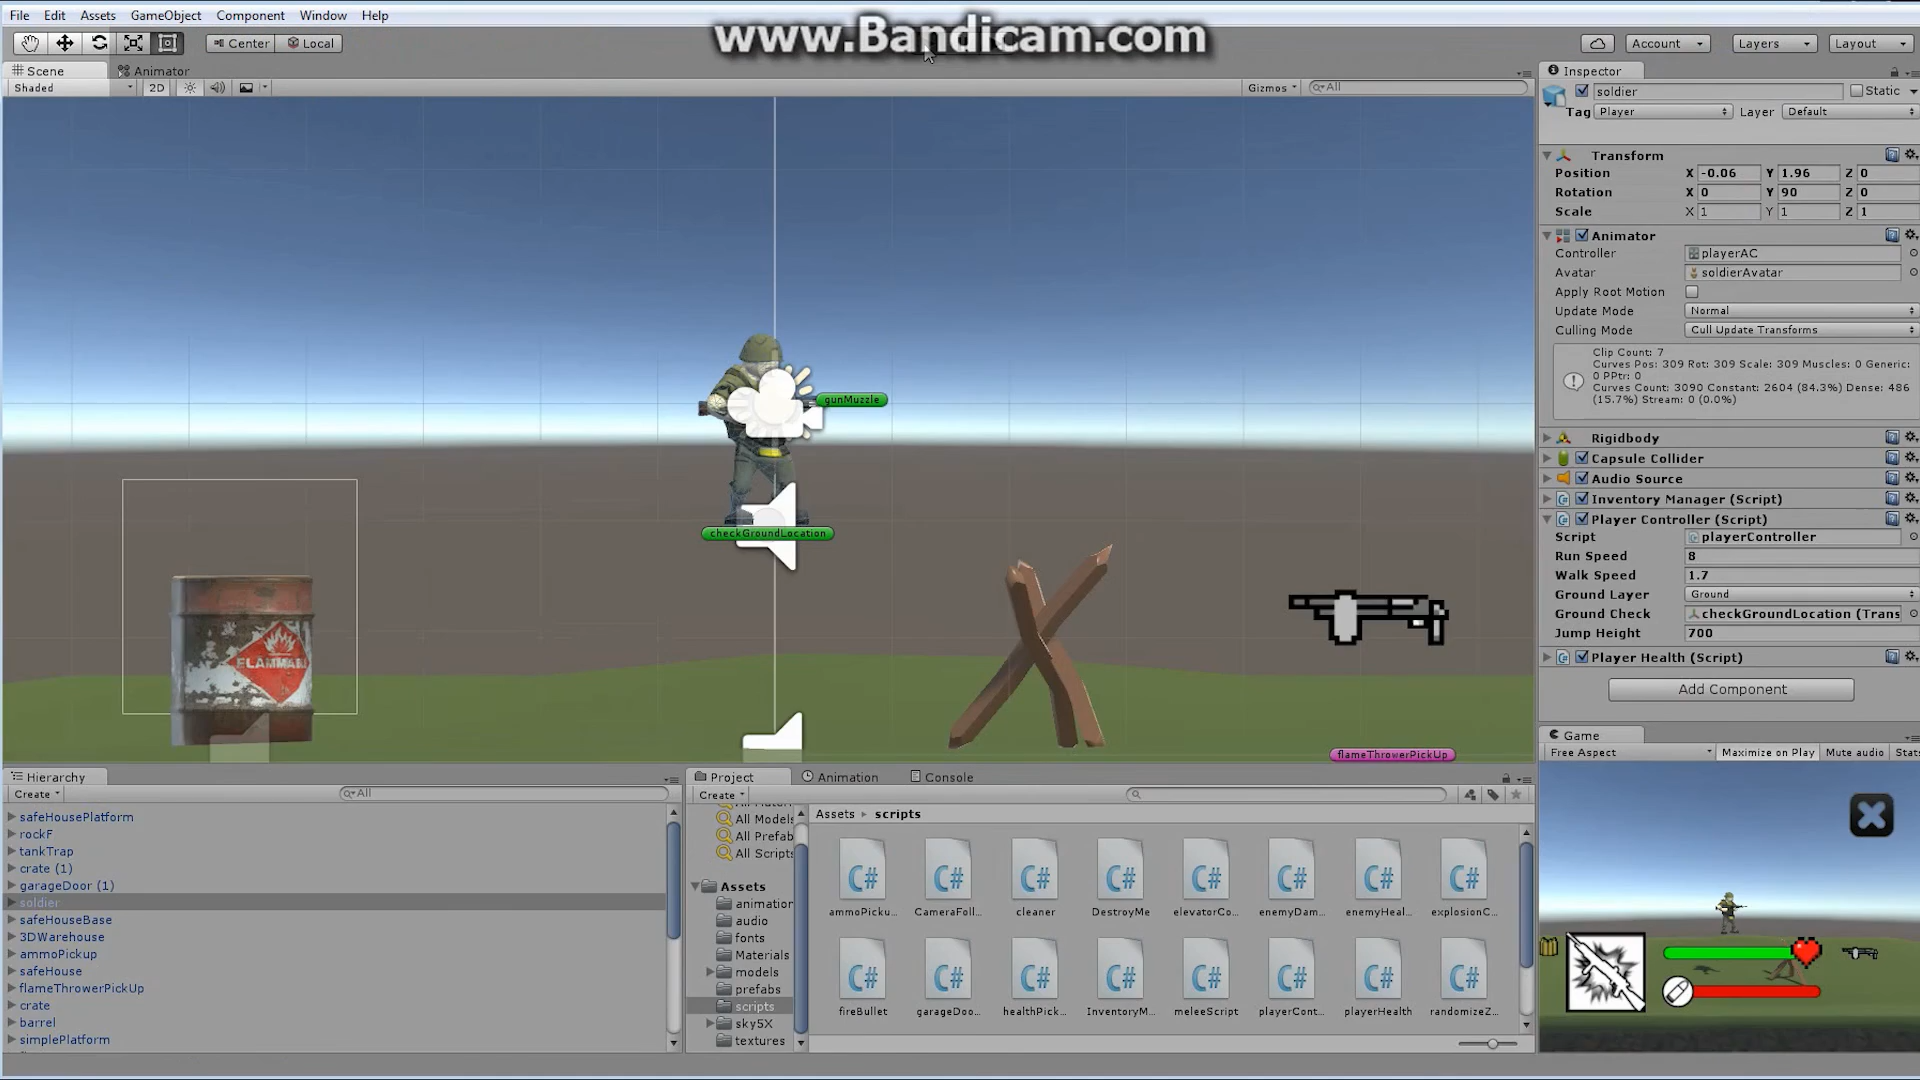 File Edit Assets GameObject Component Window Help
www.Bandicam.com
Center Local
Account Layers Layout
Scene Animator
Shaded 2D Gizmos All
gunMuzzle
checkGroundLocation
FLAMMAB
flameThrowerPickUp
Inspector
soldier Static
Tag Player Layer Default
Transform
Position X -0.06 Y 1.96 Z 0
Rotation X 0 Y 90 Z 0
Scale X 1 Y 1 Z 1
Animator
Controller playerAC
Avatar soldierAvatar
Apply Root Motion
Update Mode Normal
Culling Mode Cull Update Transforms
Clip Count: 7
Curves Pos: 309 Rot: 309 Scale: 309 Muscles: 0 Generic:
0 PPtr: 0
Curves Count: 3090 Constant: 2604 (84.3%) Dense: 486
(15.7%) Stream: 0 (0.0%)
Rigidbody
Capsule Collider
Audio Source
Inventory Manager (Script)
Player Controller (Script)
Script playerController
Run Speed 8
Walk Speed 1.7
Ground Layer Ground
Ground Check checkGroundLocation (Trans
Jump Height 700
Player Health (Script)
Add Component
Game
Free Aspect Maximize on Play Mute audio Stats
Hierarchy
Create All
safeHousePlatform
rockF
tankTrap
crate (1)
garageDoor (1)
soldier
safeHouseBase
3DWarehouse
ammoPickup
safeHouse
flameThrowerPickUp
crate
barrel
simplePlatform
Project Animation Console
Create
All Models
All Prefab
All Scripts
Assets
animation
audio
fonts
Materials
models
prefabs
scripts
sky5X
textures
Assets scripts
C# C# C# C# C# C# C# C#
ammoPicku... CameraFoll... cleaner DestroyMe elevatorCo... enemyDam... enemyHeal... explosionC...
C# C# C# C# C# C# C# C#
fireBullet garageDoo... healthPick... InventoryM... meleeScript playerCont... playerHealth randomizeZ...